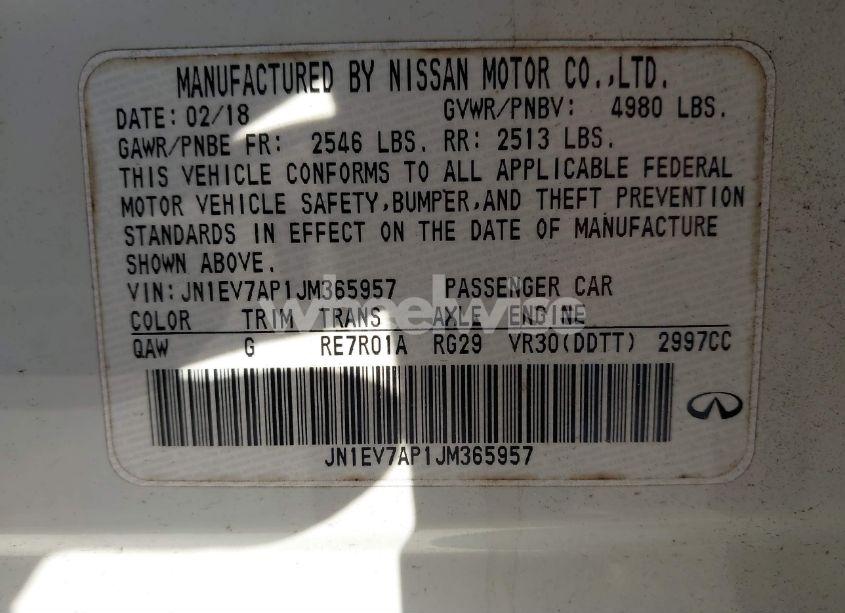 MANUFACTURED BY NISSAN MOTOR CO.,LTD.
DATE: 02/18 GVWR/PNBV: 4980 LBS.
GAWR/PNBE FR: 2546 LBS. RR: 2513 LBS.
THIS VEHICLE CONFORMS TO ALL APPLICABLE FEDERAL
MOTOR VEHICLE SAFETY,BUMPER,AND THEFT PREVENTION
STANDARDS IN EFFECT ON THE DATE OF MANUFACTURE
SHOWN ABOVE.
VIN:JN1EV7AP1JM365957 PASSENGER CAR
wheelwise
COLOR TRIM TRANS AXLE ENGINE
QAW G RE7R01A RG29 VR30(DDTT) 2997CC
JN1EV7AP1JM365957